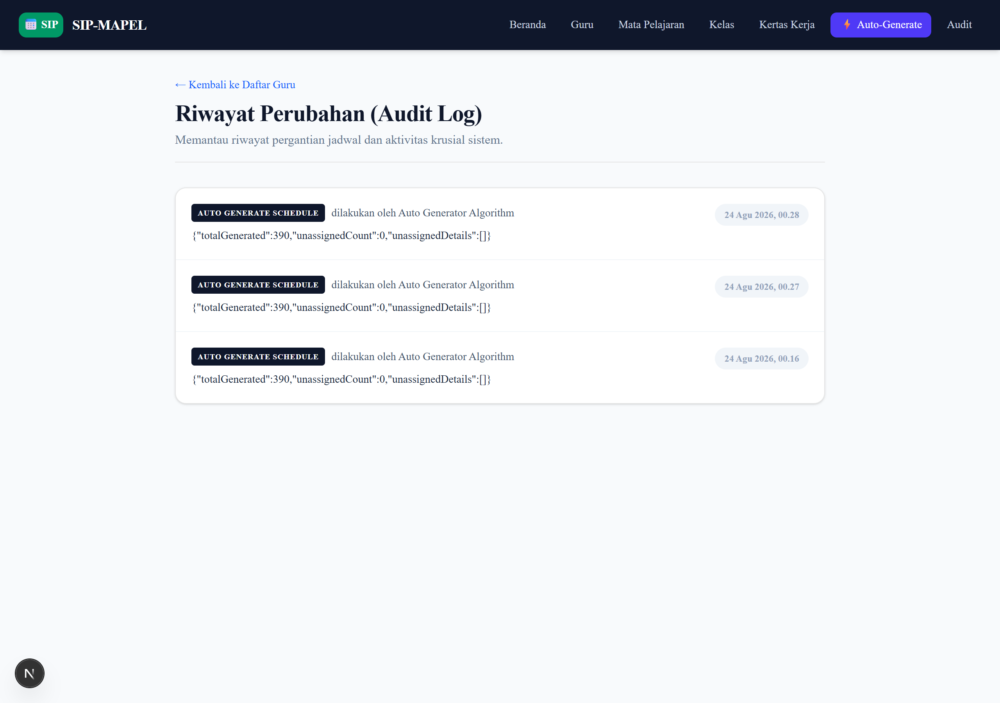 SIP SIP-MAPEL Beranda Guru Mata Pelajaran Kelas Kertas Kerja Auto-Generate Audit
← Kembali ke Daftar Guru
Riwayat Perubahan (Audit Log)
Memantau riwayat pergantian jadwal dan aktivitas krusial sistem.
AUTO GENERATE SCHEDULE dilakukan oleh Auto Generator Algorithm 24 Agu 2026, 00.28
{"totalGenerated":390,"unassignedCount":0,"unassignedDetails":[]}
AUTO GENERATE SCHEDULE dilakukan oleh Auto Generator Algorithm 24 Agu 2026, 00.27
{"totalGenerated":390,"unassignedCount":0,"unassignedDetails":[]}
AUTO GENERATE SCHEDULE dilakukan oleh Auto Generator Algorithm 24 Agu 2026, 00.16
{"totalGenerated":390,"unassignedCount":0,"unassignedDetails":[]}
N